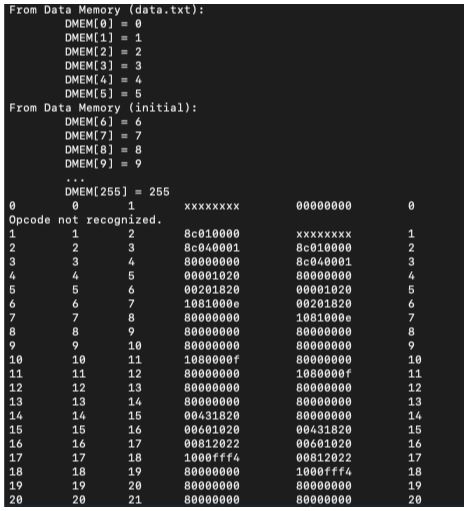 From Data Memory (data.txt):
DMEM[0] = 0
DMEM[1] = 1
DMEM[2] = 2
DMEM[3] = 3
DMEM[4] = 4
DMEM[5] = 5
From Data Memory (initial):
DMEM[6] = 6
DMEM[7] = 7
DMEM[8] = 8
DMEM[9] = 9
...
DMEM[255] = 255
0 0 1 xxxxxxxx 00000000 0
Opcode not recognized.
1 1 2 8c010000 xxxxxxxx 1
2 2 3 8c040001 8c010000 2
3 3 4 80000000 8c040001 3
4 4 5 00001020 80000000 4
5 5 6 00201820 00001020 5
6 6 7 1081000e 00201820 6
7 7 8 80000000 1081000e 7
8 8 9 80000000 80000000 8
9 9 10 80000000 80000000 9
10 10 11 1080000f 80000000 10
11 11 12 80000000 1080000f 11
12 12 13 80000000 80000000 12
13 13 14 80000000 80000000 13
14 14 15 00431820 80000000 14
15 15 16 00601020 00431820 15
16 16 17 00812022 00601020 16
17 17 18 1000fff4 00812022 17
18 18 19 80000000 1000fff4 18
19 19 20 80000000 80000000 19
20 20 21 80000000 80000000 20